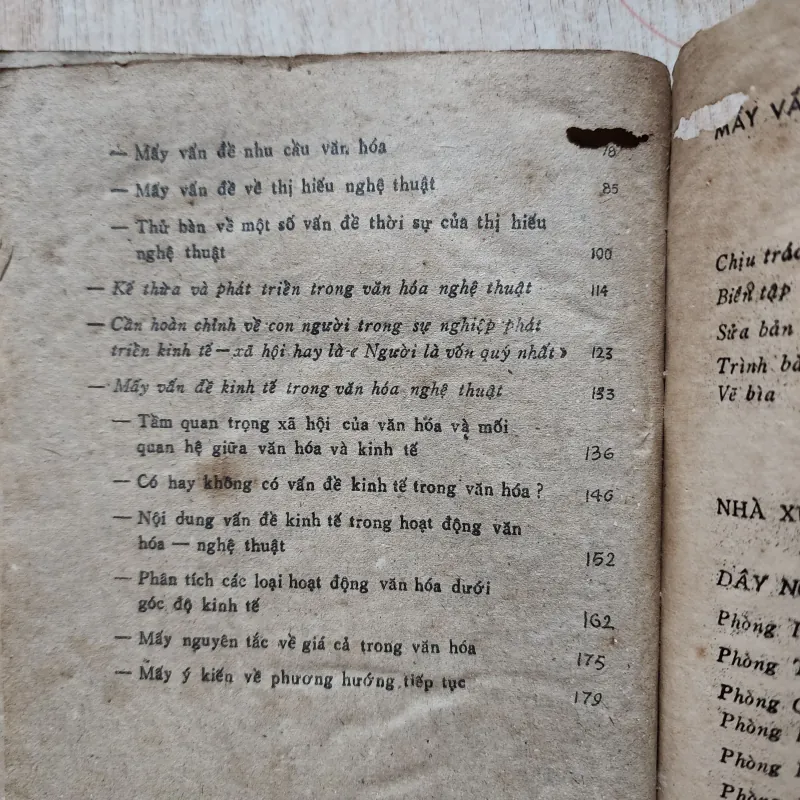 — Mấy vấn đề nhu cầu văn hóa 78
— Mấy vấn đề về thị hiếu nghệ thuật 85
— Thử bàn về một số vấn đề thời sự của thị hiếu
nghệ thuật 100
— Kế thừa và phát triển trong văn hóa nghệ thuật 114
— Cần hoàn chỉnh về con người trong sự nghiệp phát
triển kinh tế — xã hội hay là « Người là vốn quý nhất » 123
— Mấy vấn đề kinh tế trong văn hóa nghệ thuật 133
— Tầm quan trọng xã hội của văn hóa và mối
quan hệ giữa văn hóa và kinh tế 136
— Có hay không có vấn đề kinh tế trong văn hóa ? 146
— Nội dung vấn đề kinh tế trong hoạt động văn
hóa — nghệ thuật 152
— Phân tích các loại hoạt động văn hóa dưới
góc độ kinh tế 162
— Mấy nguyên tắc về giá cả trong văn hóa 175
— Mấy ý kiến về phương hướng tiếp tục 179
MẤY VẤ
Chịu trác
Biên tập
Sửa bản
Trình bà
Vẽ bìa
NHÀ XU
DÂY NÓ
Phòng
Phòng T
Phòng
Phòng
Phòng
Phòng